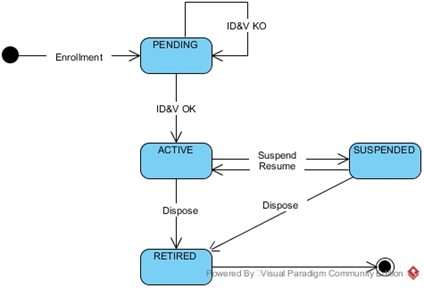 ID&V KO
PENDING
Enrollment
ID&V OK
ACTIVE
SUSPENDED
Suspend
Resume
Dispose
Dispose
RETIRED
Powered By Visual Paradigm Community Edition